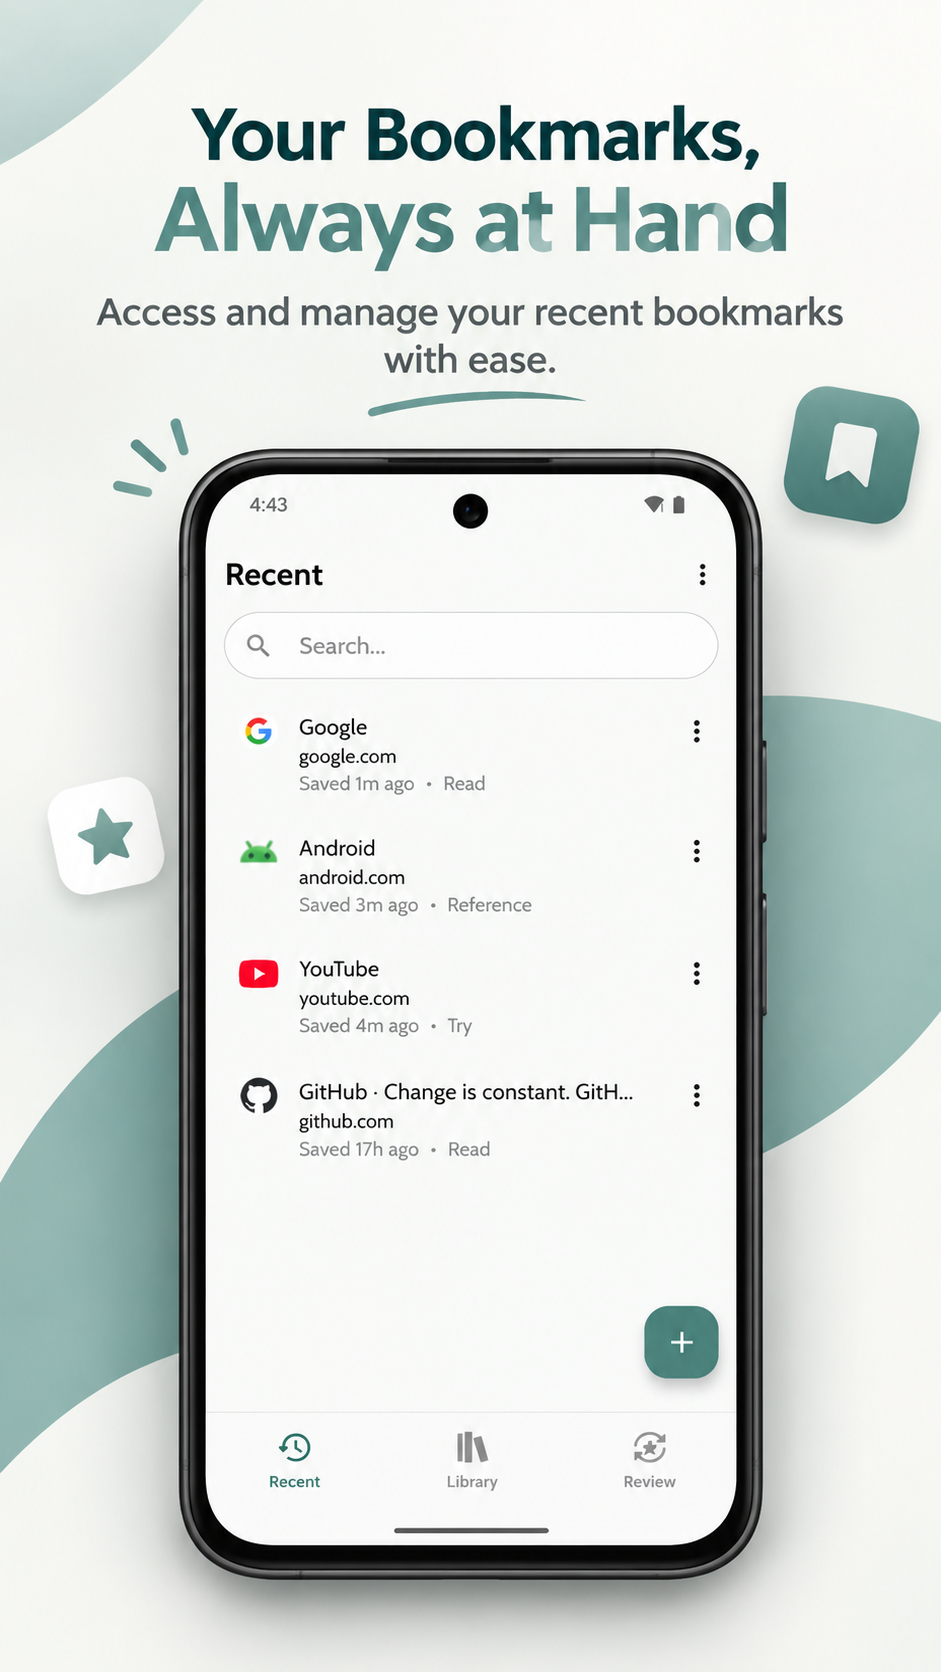 Your Bookmarks,
Always at Hand
Access and manage your recent bookmarks
with ease.
4:43
Recent
Search...
Google
google.com
Saved 1m ago • Read
Android
android.com
Saved 3m ago • Reference
YouTube
youtube.com
Saved 4m ago • Try
GitHub · Change is constant. GitH...
github.com
Saved 17h ago • Read
Recent
Library
Review